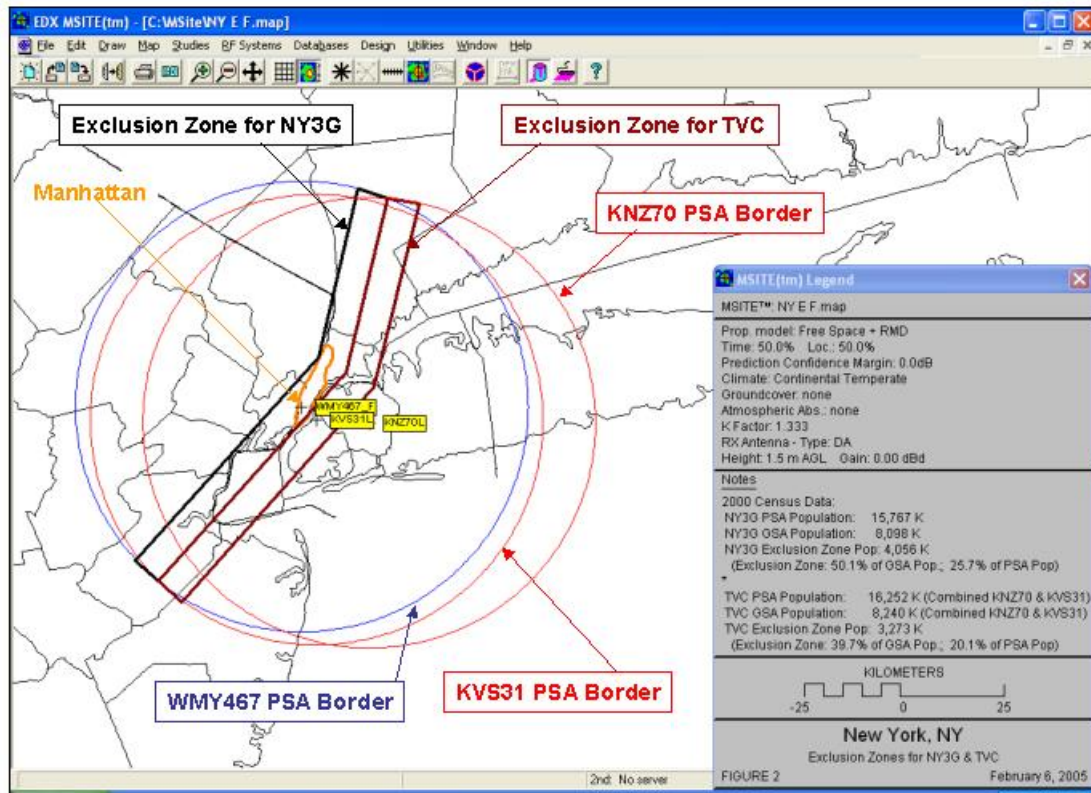 EDX MSITE(tm) - [C:\MSite\NY E F.map]
File Edit Draw Map Studies RF Systems Databases Design Utilities Window Help
Exclusion Zone for NY3G
Exclusion Zone for TVC
Manhattan
KNZ70 PSA Border
WMY467_F
KVS31L
KNZ70L
WMY467 PSA Border
KVS31 PSA Border
MSITE(tm) Legend
MSITE™: NY E F.map
Prop. model: Free Space + RMD
Time: 50.0% Loc.: 50.0%
Prediction Confidence Margin: 0.0dB
Climate: Continental Temperate
Groundcover: none
Atmospheric Abs.: none
K Factor: 1.333
RX Antenna - Type: DA
Height: 1.5 m AGL Gain: 0.00 dBd
Notes
2000 Census Data:
NY3G PSA Population: 15,767 K
NY3G GSA Population: 8,098 K
NY3G Exclusion Zone Pop: 4,056 K
(Exclusion Zone: 50.1% of GSA Pop.; 25.7% of PSA Pop)
*
TVC PSA Population: 16,252 K (Combined KNZ70 & KVS31)
TVC GSA Population: 8,240 K (Combined KNZ70 & KVS31)
TVC Exclusion Zone Pop: 3,273 K
(Exclusion Zone: 39.7% of GSA Pop.; 20.1% of PSA Pop)
KILOMETERS
-25 0 25
New York, NY
Exclusion Zones for NY3G & TVC
FIGURE 2 February 6, 2005
2nd: No server